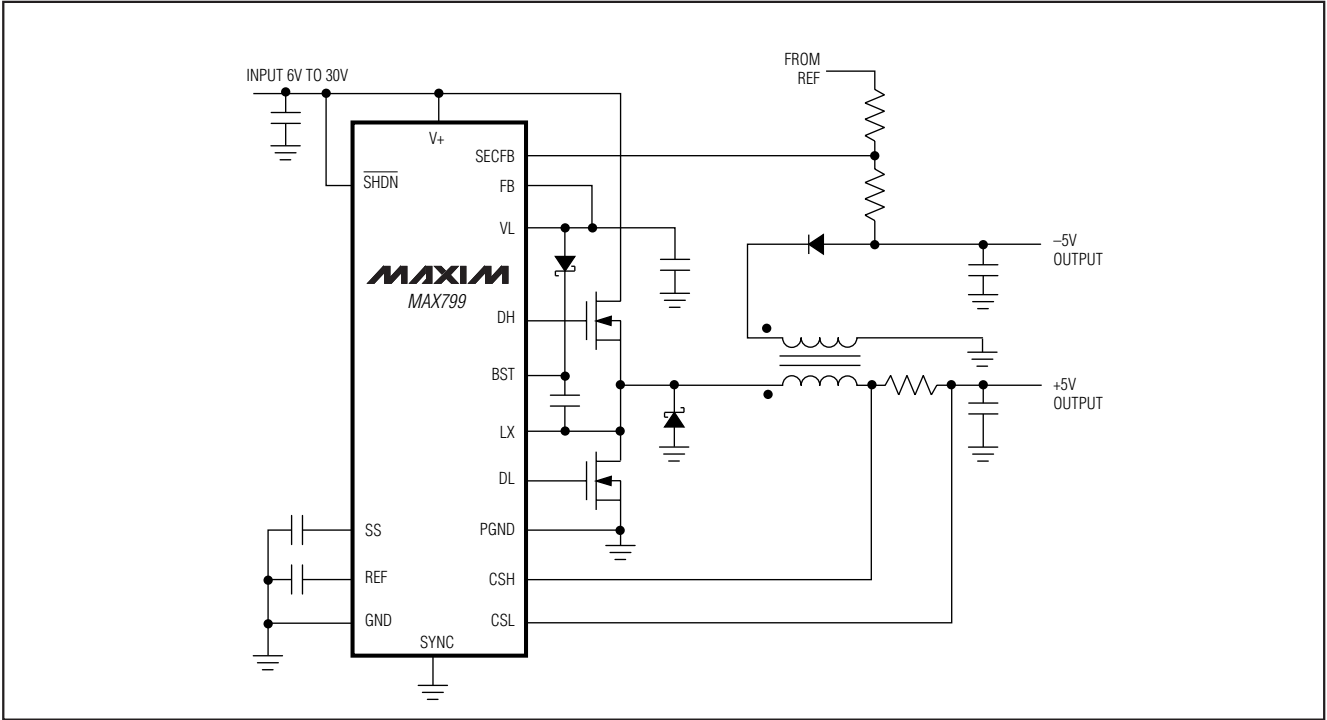 INPUT 6V TO 30V
FROM
REF
V+
SECFB
SHDN
FB
VL
MAXIM
MAX799
–5V
OUTPUT
DH
BST
+5V
OUTPUT
LX
DL
SS
PGND
REF
CSH
GND
CSL
SYNC